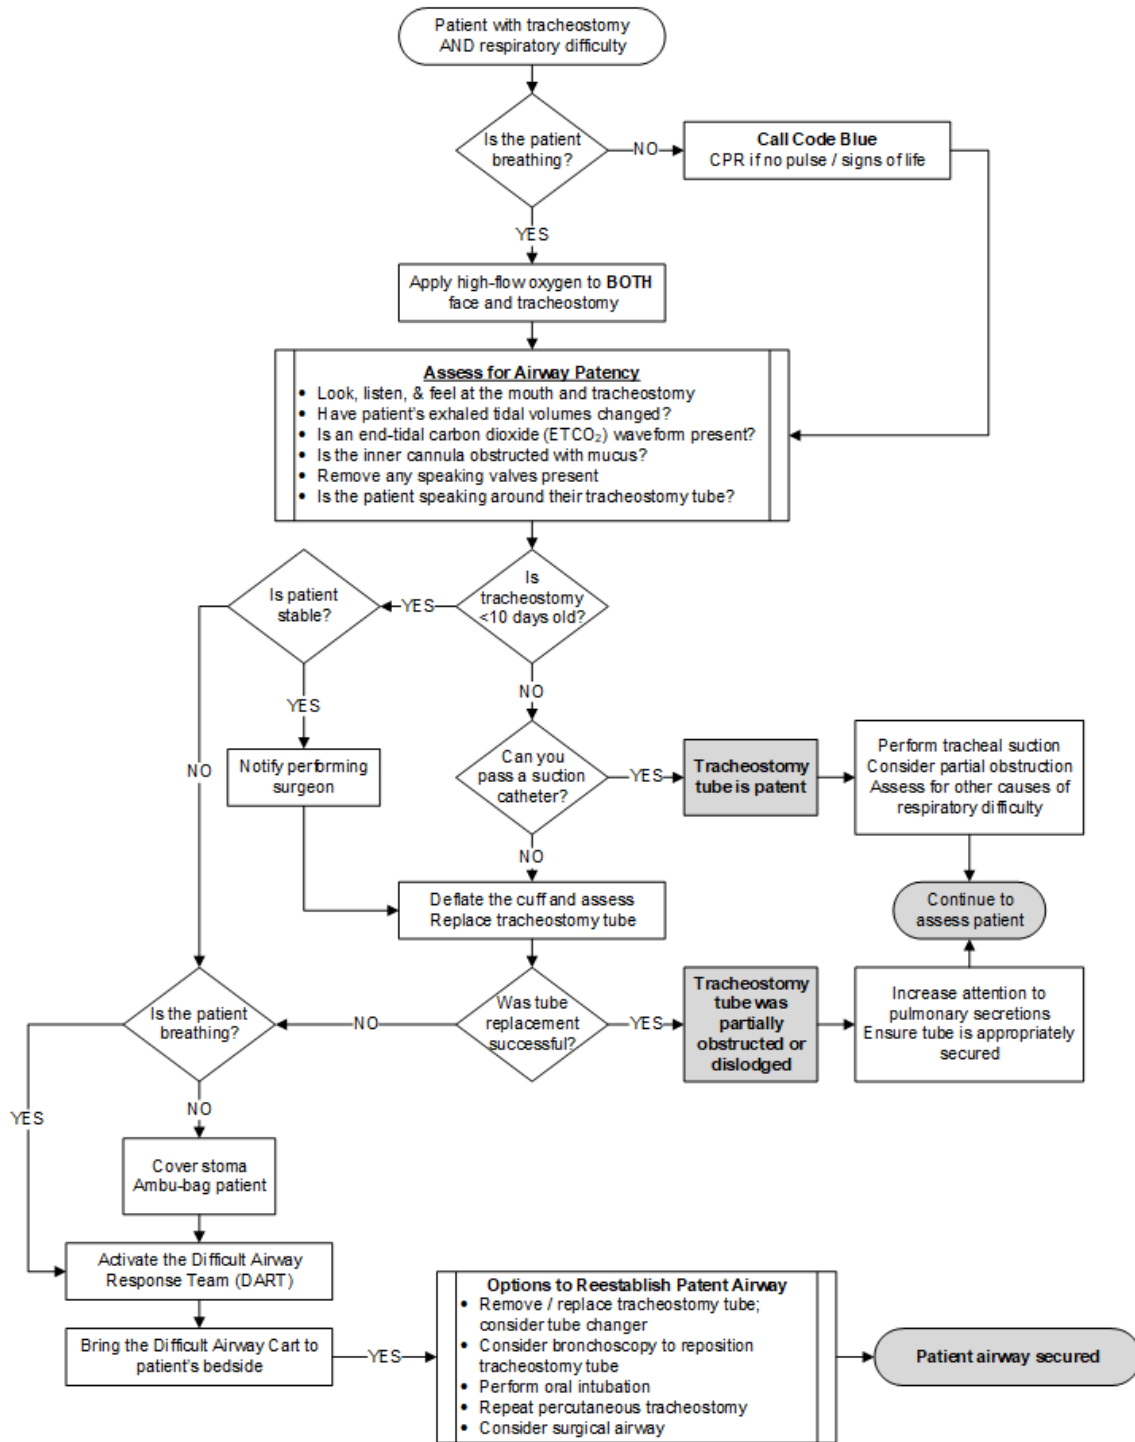 Patient with tracheostomy
AND respiratory difficulty
Is the patient
breathing?
NO
Call Code Blue
CPR if no pulse / signs of life
YES
Apply high-flow oxygen to BOTH
face and tracheostomy
Assess for Airway Patency
• Look, listen, & feel at the mouth and tracheostomy
• Have patient's exhaled tidal volumes changed?
• Is an end-tidal carbon dioxide (ETCO₂) waveform present?
• Is the inner cannula obstructed with mucus?
• Remove any speaking valves present
• Is the patient speaking around their tracheostomy tube?
Is
tracheostomy
<10 days old?
YES
Is patient
stable?
NO
YES
NO
Notify performing
surgeon
Can you
pass a suction
catheter?
YES
Tracheostomy
tube is patent
Perform tracheal suction
Consider partial obstruction
Assess for other causes of
respiratory difficulty
NO
Continue to
assess patient
Deflate the cuff and assess
Replace tracheostomy tube
Was tube
replacement
successful?
YES
Tracheostomy
tube was
partially
obstructed or
dislodged
Increase attention to
pulmonary secretions
Ensure tube is appropriately
secured
NO
Is the patient
breathing?
YES
NO
Cover stoma
Ambu-bag patient
Activate the Difficult Airway
Response Team (DART)
Bring the Difficult Airway Cart to
patient's bedside
YES
Options to Reestablish Patent Airway
• Remove / replace tracheostomy tube;
consider tube changer
• Consider bronchoscopy to reposition
tracheostomy tube
• Perform oral intubation
• Repeat percutaneous tracheostomy
• Consider surgical airway
Patient airway secured